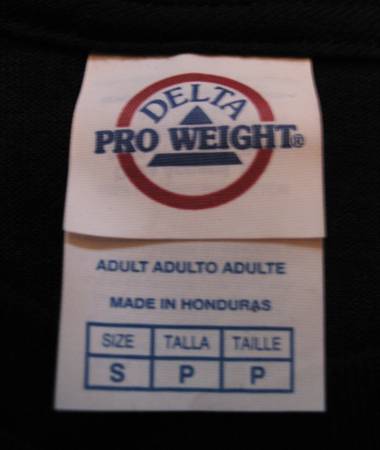 DELTA
PRO WEIGHT®
ADULT ADULTO ADULTE
MADE IN HONDURAS
SIZE TALLA TAILLE
S P P